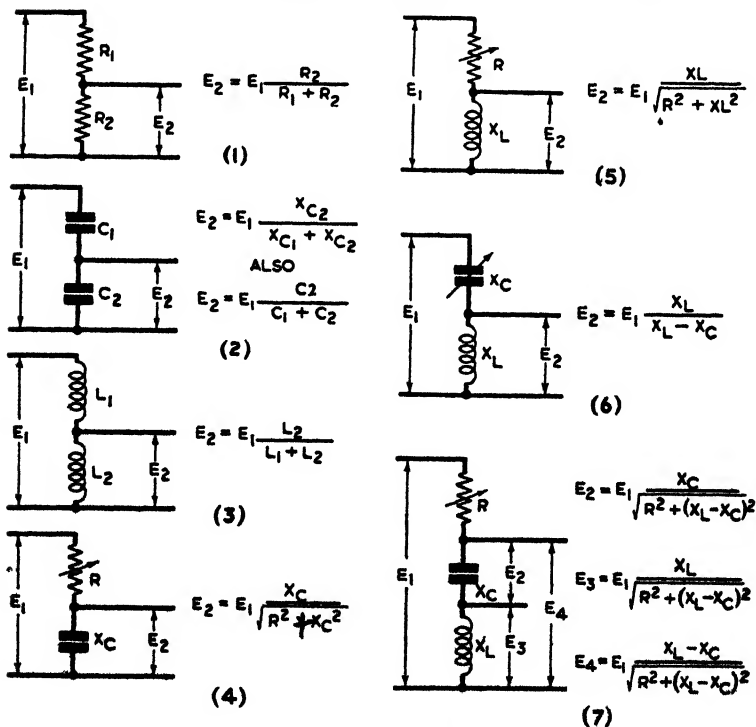 E1
R1
R2
E2
E2 = E1 R2 / R1 + R2
(1)
E1
C1
C2
E2
E2 = E1 XC2 / XC1 + XC2
ALSO
E2 = E1 C2 / C1 + C2
(2)
E1
L1
L2
E2
E2 = E1 L2 / L1 + L2
(3)
E1
R
XC
E2
E2 = E1 XC / √R² + XC²
(4)
E1
R
XL
E2
E2 = E1 XL / √R² + XL²
(5)
E1
XC
XL
E2
E2 = E1 XL / XL − XC
(6)
E1
R
XC
XL
E2
E3
E4
E2 = E1 XC / √R² + (XL−XC)²
E3 = E1 XL / √R² + (XL−XC)²
E4 = E1 XL−XC / √R² + (XL−XC)²
(7)